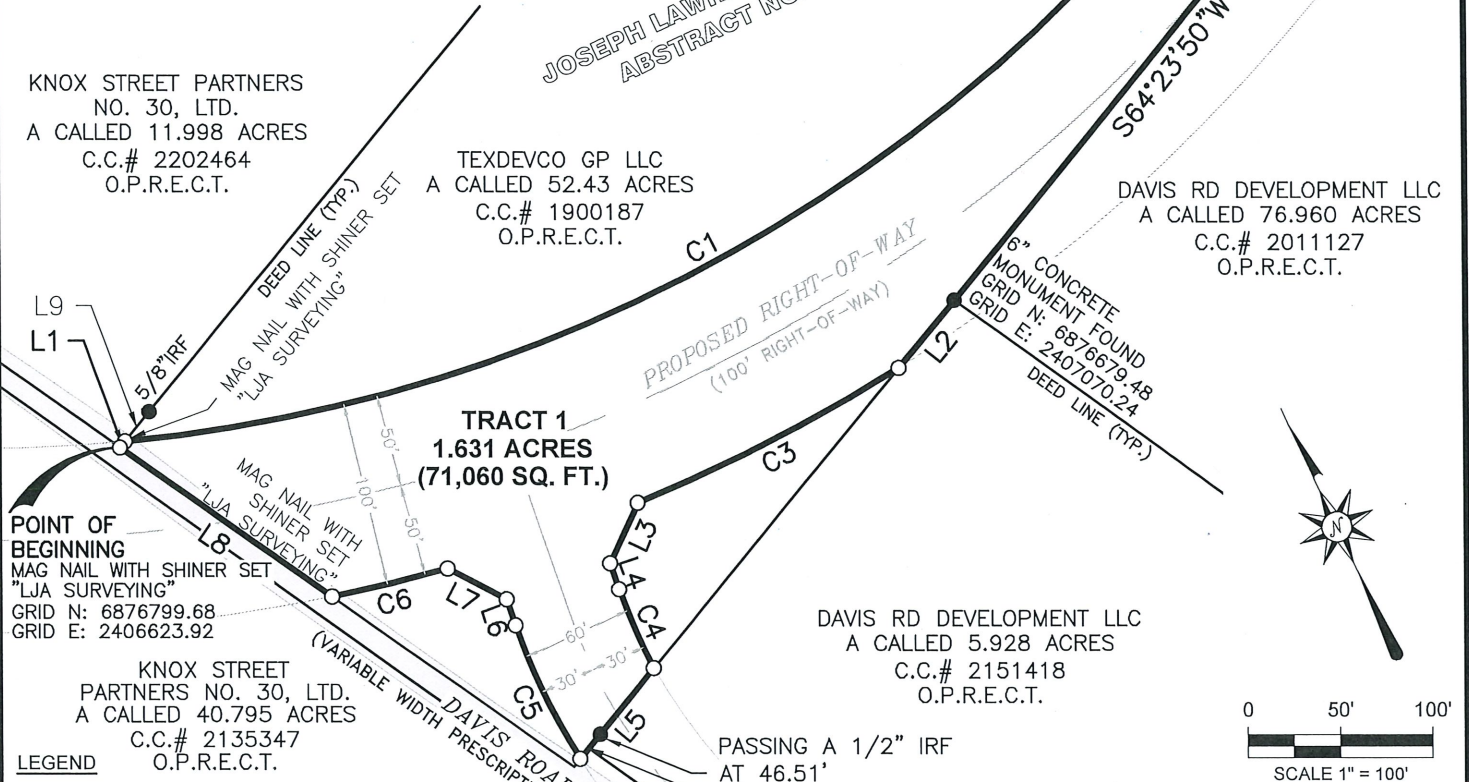 JOSEPH
ABSTRACT
S64°23'50"W
KNOX STREET PARTNERS
NO. 30, LTD.
A CALLED 11.998 ACRES
C.C.# 2202464
O.P.R.E.C.T.
DEED LINE (TYP.)
MAG NAIL WITH SHINER SET
"LJA SURVEYING"
TEXDEVCO GP LLC
A CALLED 52.43 ACRES
C.C.# 1900187
O.P.R.E.C.T.
C1
DAVIS RD DEVELOPMENT LLC
A CALLED 76.960 ACRES
C.C.# 2011127
O.P.R.E.C.T.
PROPOSED RIGHT-OF-WAY
(100' RIGHT-OF-WAY)
6" CONCRETE
MONUMENT FOUND
GRID N: 6876679.48
GRID E: 2407070.24
DEED LINE (TYP.)
L9
L1
5/8"IRF
L2
TRACT 1
1.631 ACRES
(71,060 SQ. FT.)
50'
100'
50'
C3
MAG NAIL WITH
SHINER SET
"LJA SURVEYING"
POINT OF
BEGINNING
MAG NAIL WITH SHINER SET
"LJA SURVEYING"
GRID N: 6876799.68
GRID E: 2406623.92
L8
L3
L4
C6
L7
L6
C4
60'
30'
30'
C5
L5
N
DAVIS RD DEVELOPMENT LLC
A CALLED 5.928 ACRES
C.C.# 2151418
O.P.R.E.C.T.
KNOX STREET
PARTNERS NO. 30, LTD.
A CALLED 40.795 ACRES
C.C.# 2135347
O.P.R.E.C.T.
DAVIS ROAD
(VARIABLE WIDTH
PASSING A 1/2" IRF
AT 46.51'
0 50' 100'
SCALE 1" = 100'
LEGEND